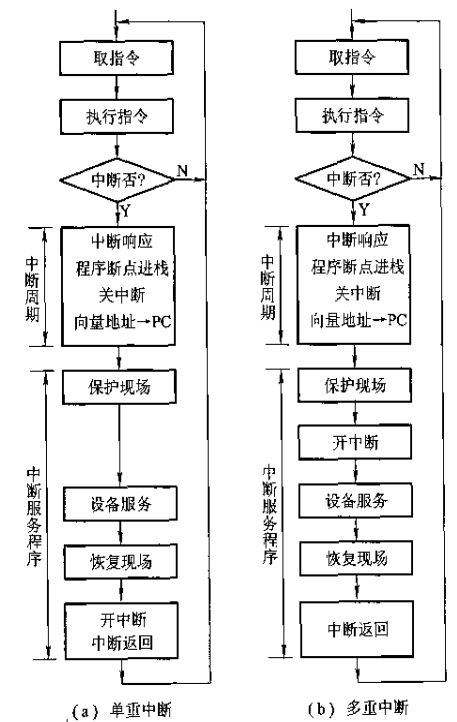 取指令
执行指令
中断否?
N
Y
中断周期
中断响应
程序断点进栈
关中断
向量地址→PC
中断服务程序
保护现场
设备服务
恢复现场
开中断
中断返回
(a) 单重中断
取指令
执行指令
中断否?
N
Y
中断周期
中断响应
程序断点进栈
关中断
向量地址→PC
中断服务程序
保护现场
开中断
设备服务
恢复现场
中断返回
(b) 多重中断